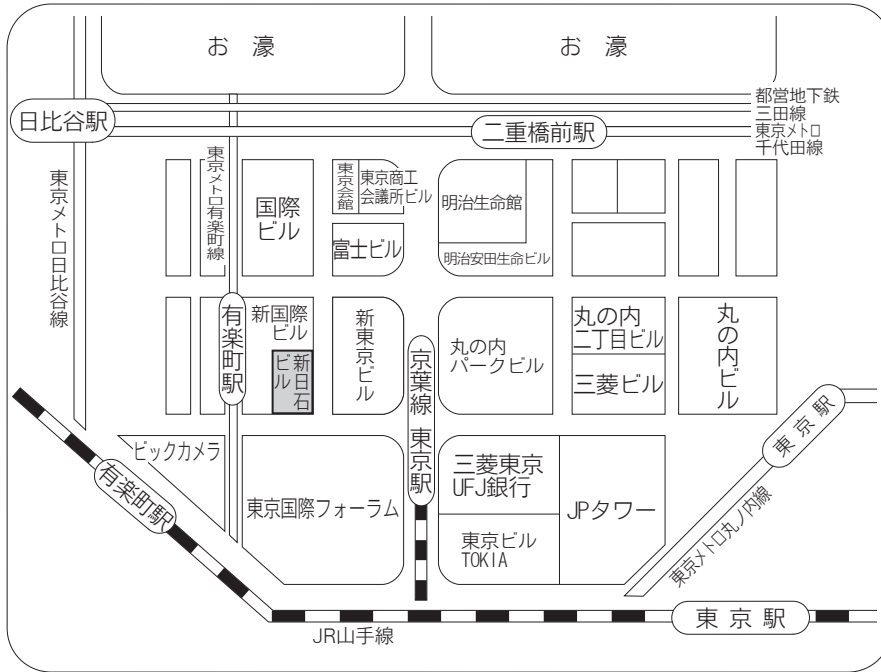 お 濠
お 濠
日比谷駅
二重橋前駅
都営地下鉄
三田線
東京メトロ
千代田線
東京メトロ日比谷線
東京メトロ有楽町線
国際
ビル
東京会館
東京商工
会議所ビル
富士ビル
明治生命館
明治安田生命ビル
有楽町駅
新国際
ビル
新日石
ビル
新東京ビル
京葉線 東京駅
丸の内
パークビル
丸の内
二丁目ビル
三菱ビル
丸の内ビル
東京駅
ビックカメラ
有楽町駅
東京国際フォーラム
三菱東京
UFJ銀行
東京ビル
TOKIA
JPタワー
東京メトロ丸ノ内線
JR山手線
東京駅